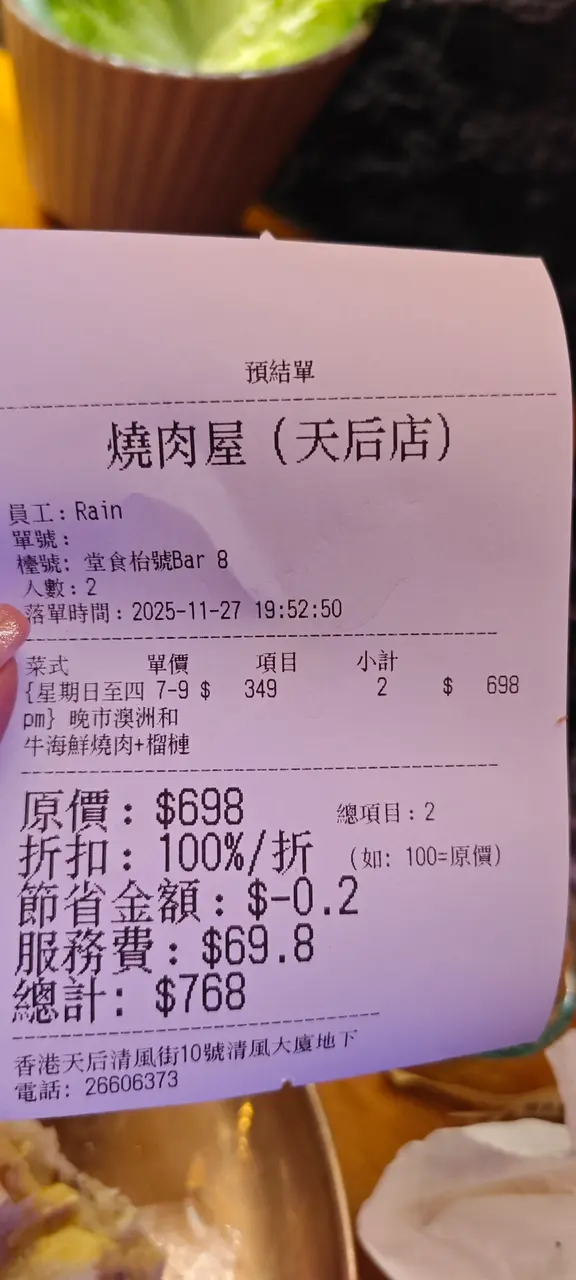 預結單
燒肉屋（天后店）
員工：Rain
單號：
檯號：堂食枱號Bar 8
人數：2
落單時間：2025-11-27 19:52:50
菜式 單價 項目 小計
{星期日至四 7-9 $ 349 2 $ 698
pm} 晚市澳洲和
牛海鮮燒肉+榴槤
原價：$698 總項目：2
折扣：100%/折 （如：100=原價）
節省金額：$-0.2
服務費：$69.8
總計：$768
香港天后清風街10號清風大廈地下
電話：26606373